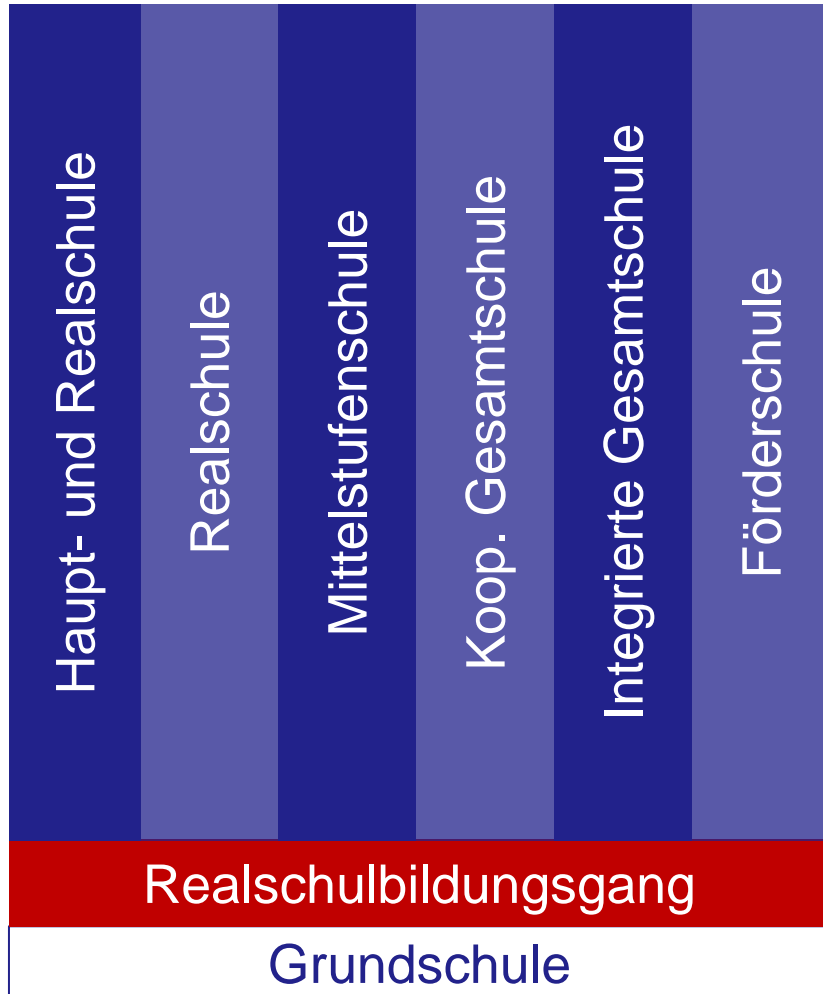 Haupt- und Realschule
Realschule
Mittelstufenschule
Koop. Gesamtschule
Integrierte Gesamtschule
Förderschule
Realschulbildungsgang
Grundschule